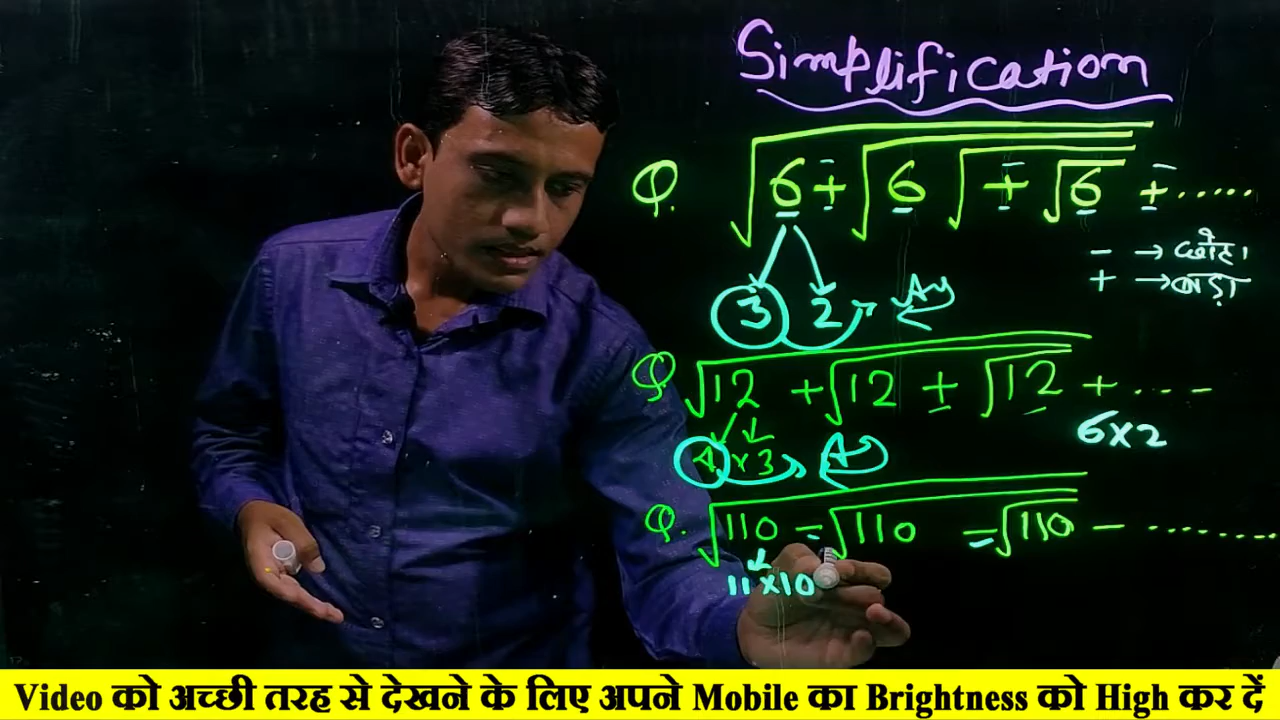 Simplification
Q. √6 + √6 √+ √6 + .....
- → छोटा
+ → बड़ा
3 2 → Ans
Q √12 + √12 + √12 + ....
6×2
4×3 →
Q. √110 = √110 = √110 - ........
11×10
Video को अच्छी तरह से देखने के लिए अपने Mobile का Brightness को High कर दें